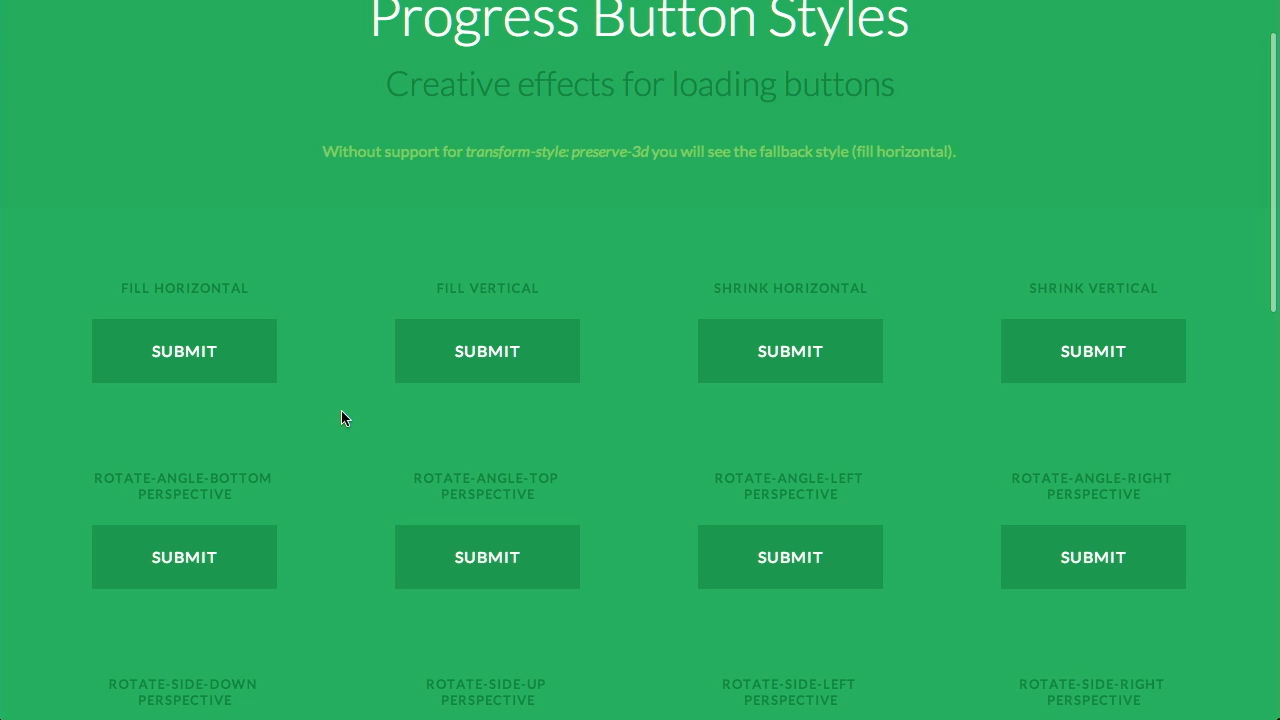 Progress Button Styles
Creative effects for loading buttons
Without support for transform-style: preserve-3d you will see the fallback style (fill horizontal).
FILL HORIZONTAL
FILL VERTICAL
SHRINK HORIZONTAL
SHRINK VERTICAL
SUBMIT
SUBMIT
SUBMIT
SUBMIT
ROTATE-ANGLE-BOTTOM
PERSPECTIVE
ROTATE-ANGLE-TOP
PERSPECTIVE
ROTATE-ANGLE-LEFT
PERSPECTIVE
ROTATE-ANGLE-RIGHT
PERSPECTIVE
SUBMIT
SUBMIT
SUBMIT
SUBMIT
ROTATE-SIDE-DOWN
PERSPECTIVE
ROTATE-SIDE-UP
PERSPECTIVE
ROTATE-SIDE-LEFT
PERSPECTIVE
ROTATE-SIDE-RIGHT
PERSPECTIVE